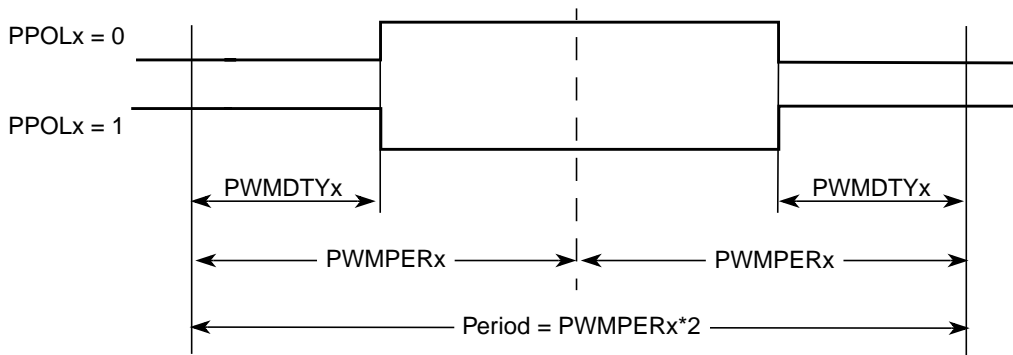 PPOLx = 0
PPOLx = 1
PWMDTYx
PWMDTYx
PWMPERx
PWMPERx
Period = PWMPERx*2